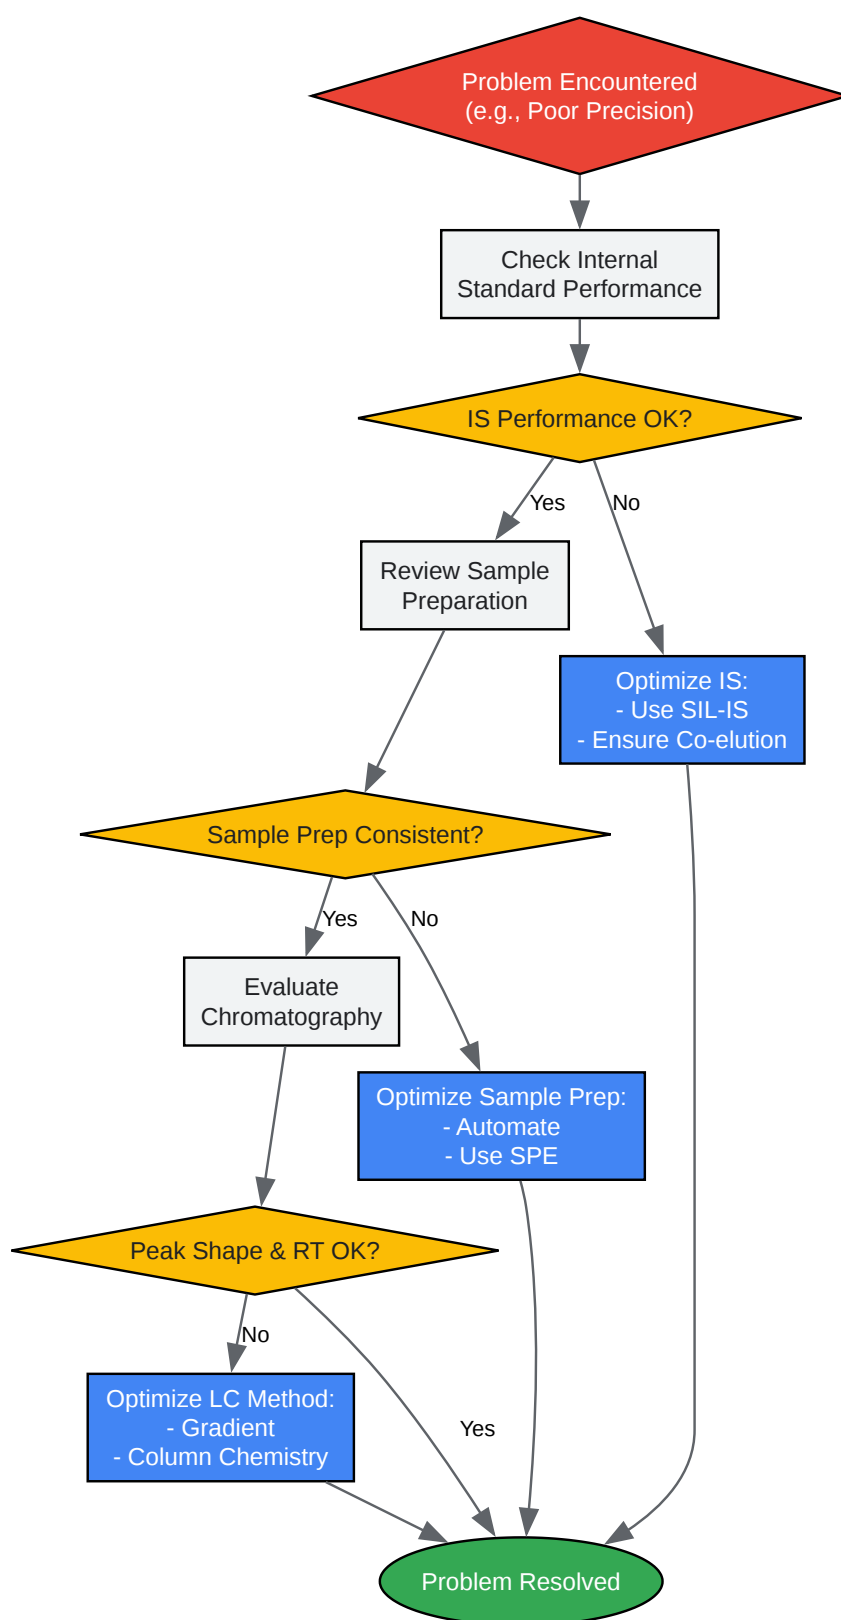 Problem Encountered
(e.g., Poor Precision)
Check Internal
Standard Performance
IS Performance OK?
Yes
No
Review Sample
Preparation
Optimize IS:
- Use SIL-IS
- Ensure Co-elution
Sample Prep Consistent?
Yes
No
Evaluate
Chromatography
Optimize Sample Prep:
- Automate
- Use SPE
Peak Shape & RT OK?
No
Yes
Optimize LC Method:
- Gradient
- Column Chemistry
Problem Resolved